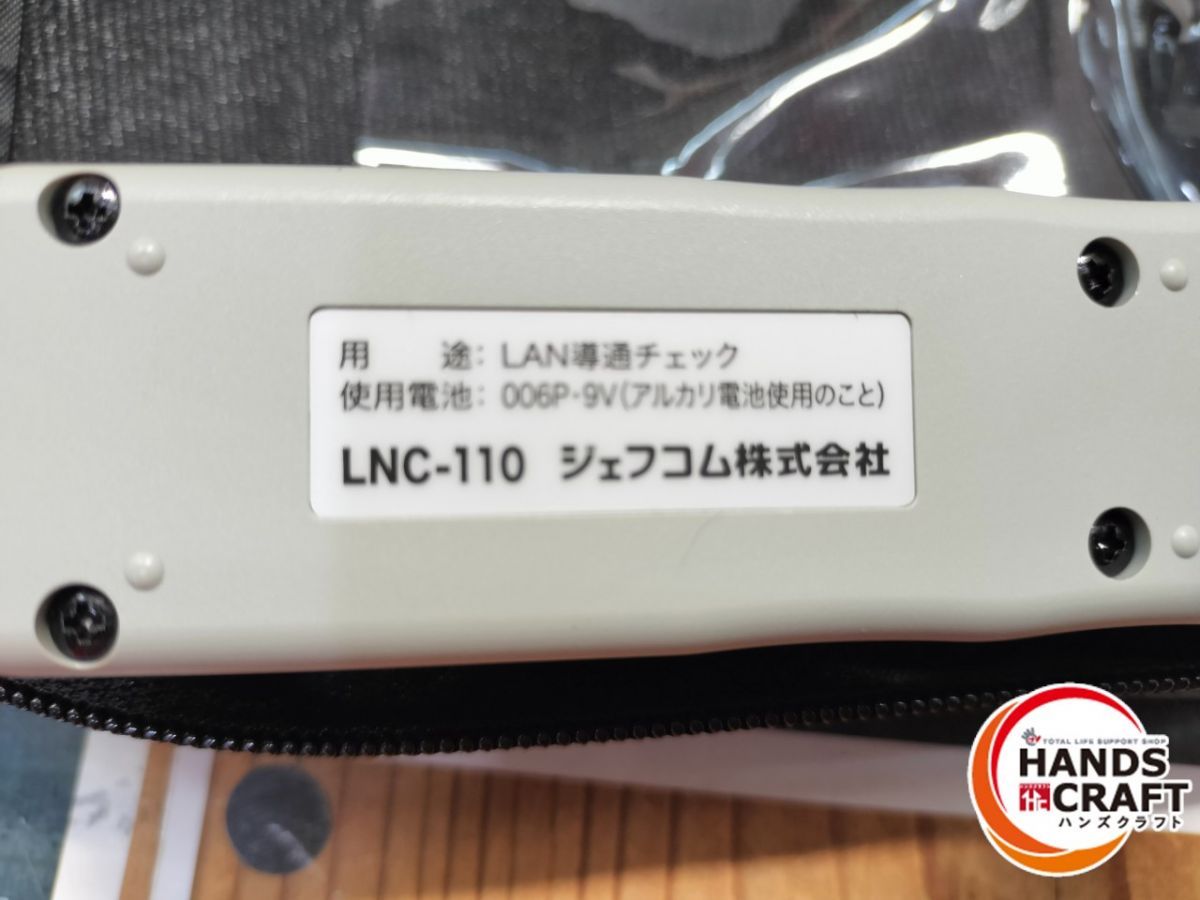 用　　途： LAN導通チェック
使用電池： 006P-9V(アルカリ電池使用のこと)
LNC-110 ジェフコム株式会社
TOTAL LIFE SUPPORT SHOP
HANDS
CRAFT
ハンズクラフト